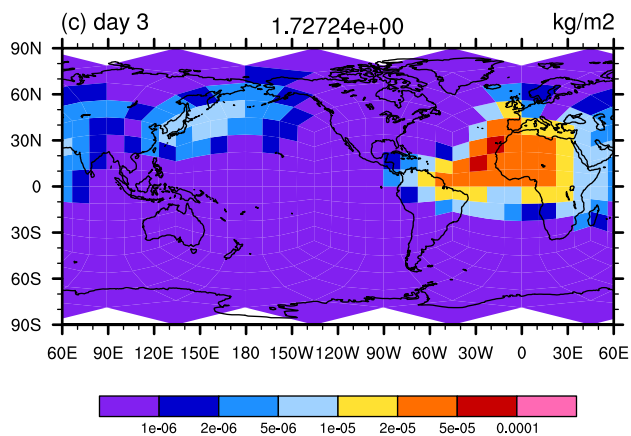 (c) day 3 1.72724e+00 kg/m2
90N
60N
30N
0
30S
60S
90S
60E 90E 120E 150E 180 150W 120W 90W 60W 30W 0 30E 60E
1e-06 2e-06 5e-06 1e-05 2e-05 5e-05 0.0001